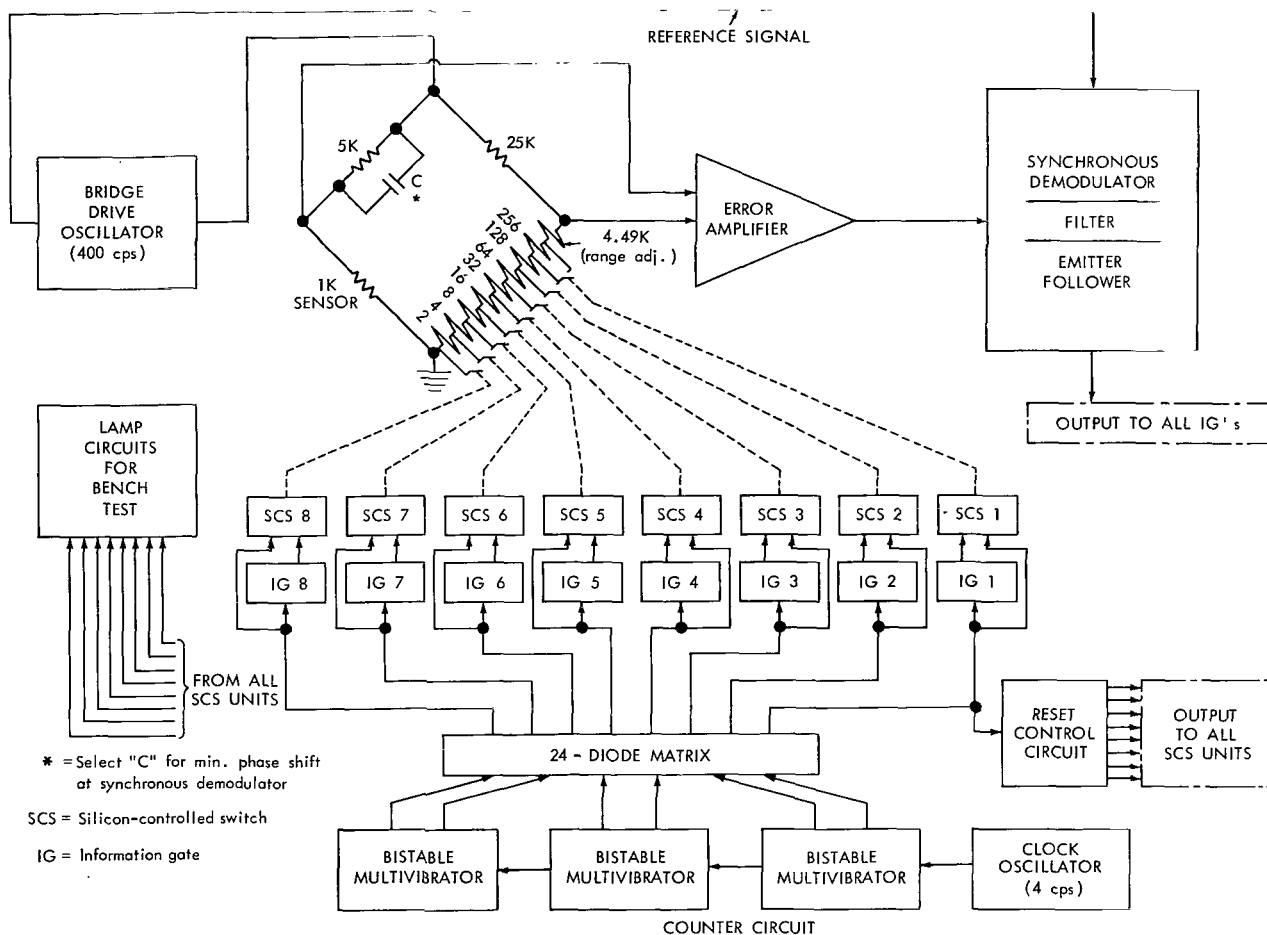 REFERENCE SIGNAL
BRIDGE
DRIVE
OSCILLATOR
(400 cps)
5K
C
*
25K
1K
SENSOR
256
128
64
32
16
8
4
2
4.49K
(range adj.)
ERROR
AMPLIFIER
SYNCHRONOUS
DEMODULATOR
FILTER
EMITTER
FOLLOWER
OUTPUT TO ALL IG's
LAMP
CIRCUITS
FOR
BENCH
TEST
FROM ALL
SCS UNITS
SCS 8
SCS 7
SCS 6
SCS 5
SCS 4
SCS 3
SCS 2
SCS 1
IG 8
IG 7
IG 6
IG 5
IG 4
IG 3
IG 2
IG 1
RESET
CONTROL
CIRCUIT
OUTPUT
TO ALL
SCS UNITS
24 - DIODE MATRIX
* = Select "C" for min. phase shift
at synchronous demodulator
SCS = Silicon-controlled switch
IG = Information gate
BISTABLE
MULTIVIBRATOR
BISTABLE
MULTIVIBRATOR
BISTABLE
MULTIVIBRATOR
CLOCK
OSCILLATOR
(4 cps)
COUNTER CIRCUIT